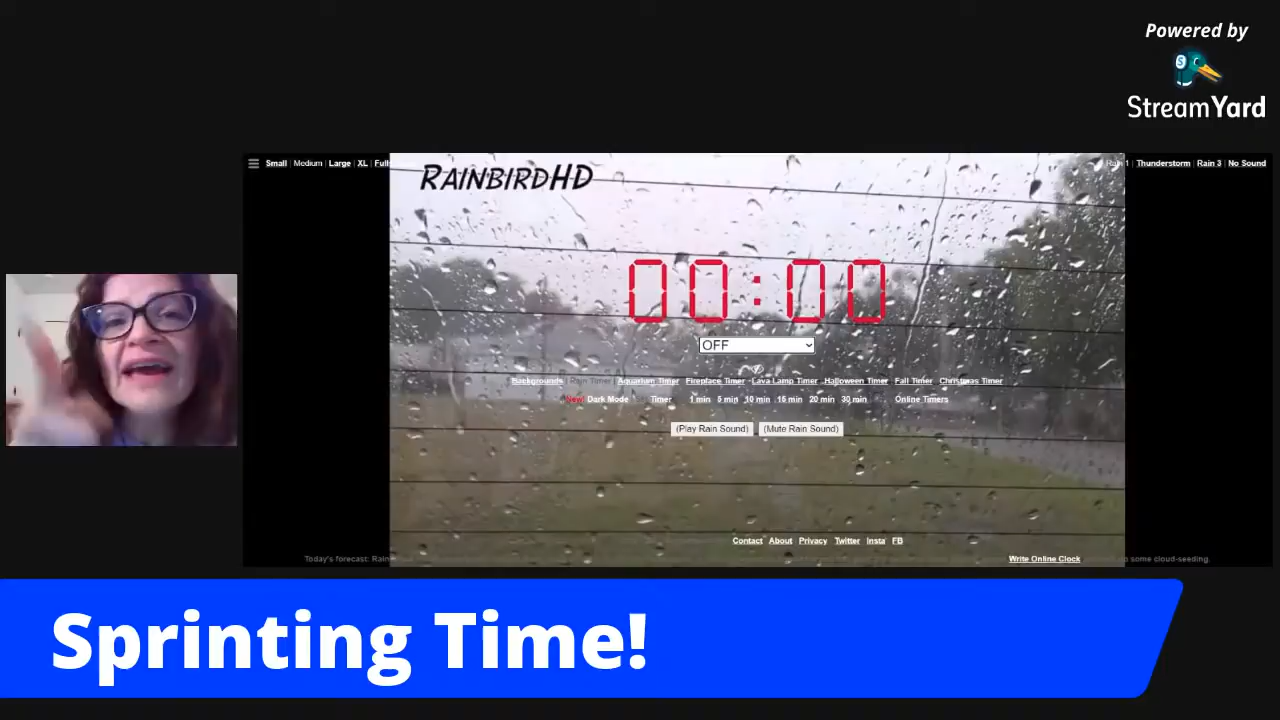 Powered by
StreamYard
Small | Medium | Large | XL | Full
Rain 1 | Thunderstorm | Rain 3 | No Sound
RAINBIRDHD
00:00
OFF
Backgrounds | Rain Timer | Aquarium Timer Fireplace Timer Lava Lamp Timer Halloween Timer Fall Timer Christmas Timer
New! Dark Mode Timer 1 min 5 min 10 min 15 min 20 min 30 min Online Timers
(Play Rain Sound) (Mute Rain Sound)
Contact About Privacy Twitter Insta FB
Today's forecast: Rain
Write Online Clock some cloud-seeding.
Sprinting Time!